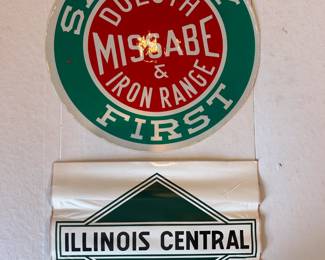 DULUTH
MISSABE
&
IRON RANGE
FIRST
ILLINOIS CENTRAL